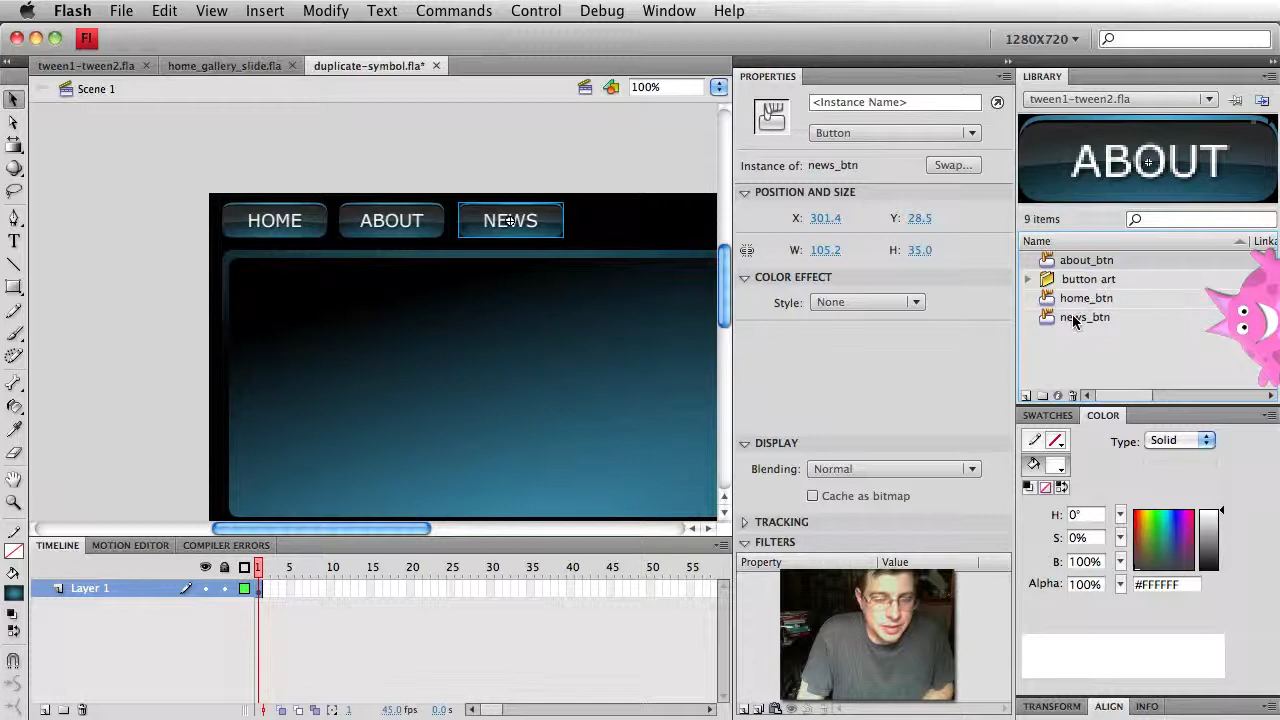 Flash File Edit View Insert Modify Text Commands Control Debug Window Help
Fl 1280X720
tween1-tween2.fla home_gallery_slide.fla duplicate-symbol.fla*
Scene 1 100%
HOME ABOUT NEWS
TIMELINE MOTION EDITOR COMPILER ERRORS
1 5 10 15 20 25 30 35 40 45 50 55
Layer 1
1 45.0 fps 0.0 s
PROPERTIES
<Instance Name>
Button
Instance of: news_btn Swap...
POSITION AND SIZE
X: 301.4 Y: 28.5
W: 105.2 H: 35.0
COLOR EFFECT
Style: None
DISPLAY
Blending: Normal
Cache as bitmap
TRACKING
FILTERS
Property Value
LIBRARY
tween1-tween2.fla
ABOUT
9 items
Name Linka
about_btn
button art
home_btn
news_btn
SWATCHES COLOR
Type: Solid
H: 0°
S: 0%
B: 100%
Alpha: 100% #FFFFFF
TRANSFORM ALIGN INFO